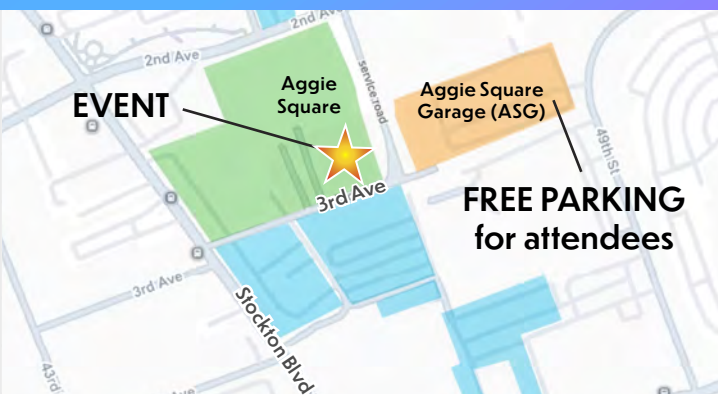 2nd Ave
2nd Ave
EVENT
Aggie
Square
service road
Aggie Square
Garage (ASG)
49th St
3rd Ave
FREE PARKING
for attendees
3rd Ave
Stockton Blvd
43rd